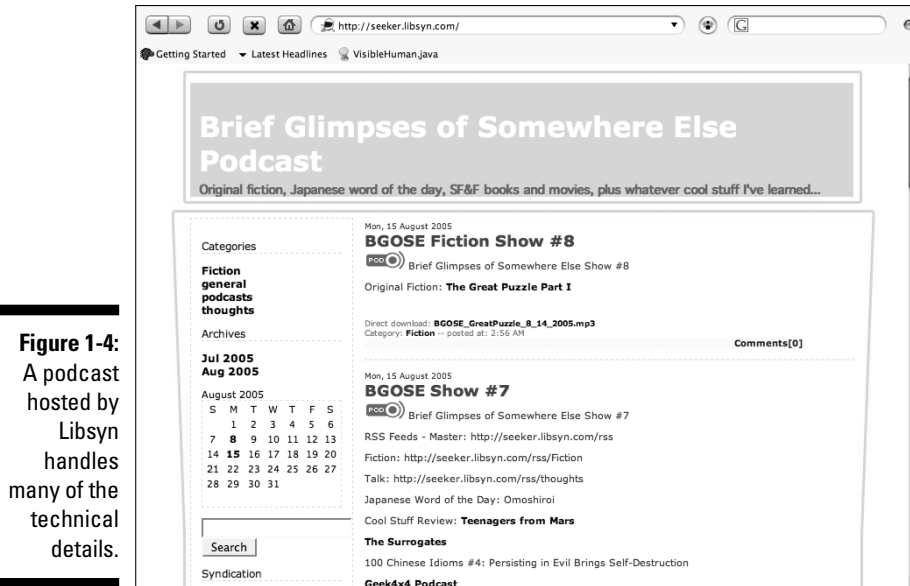 http://seeker.libsyn.com/
G
Getting Started
Latest Headlines
VisibleHuman.java
Brief Glimpses of Somewhere Else
Podcast
Original fiction, Japanese word of the day, SF&F books and movies, plus whatever cool stuff I've learned...
Categories
Fiction
general
podcasts
thoughts
Archives
Jul 2005
Aug 2005
August 2005
S M T W T F S
1 2 3 4 5 6
7 8 9 10 11 12 13
14 15 16 17 18 19 20
21 22 23 24 25 26 27
28 29 30 31
Search
Syndication
Mon, 15 August 2005
BGOSE Fiction Show #8
POD
Brief Glimpses of Somewhere Else Show #8
Original Fiction: The Great Puzzle Part I
Direct download: BGOSE_GreatPuzzle_8_14_2005.mp3
Category: Fiction -- posted at: 2:56 AM
Comments[0]
Mon, 15 August 2005
BGOSE Show #7
POD
Brief Glimpses of Somewhere Else Show #7
RSS Feeds - Master: http://seeker.libsyn.com/rss
Fiction: http://seeker.libsyn.com/rss/Fiction
Talk: http://seeker.libsyn.com/rss/thoughts
Japanese Word of the Day: Omoshiroi
Cool Stuff Review: Teenagers from Mars
The Surrogates
100 Chinese Idioms #4: Persisting in Evil Brings Self-Destruction
Geek4x4 Podcast
Figure 1-4:
A podcast
hosted by
Libsyn
handles
many of the
technical
details.